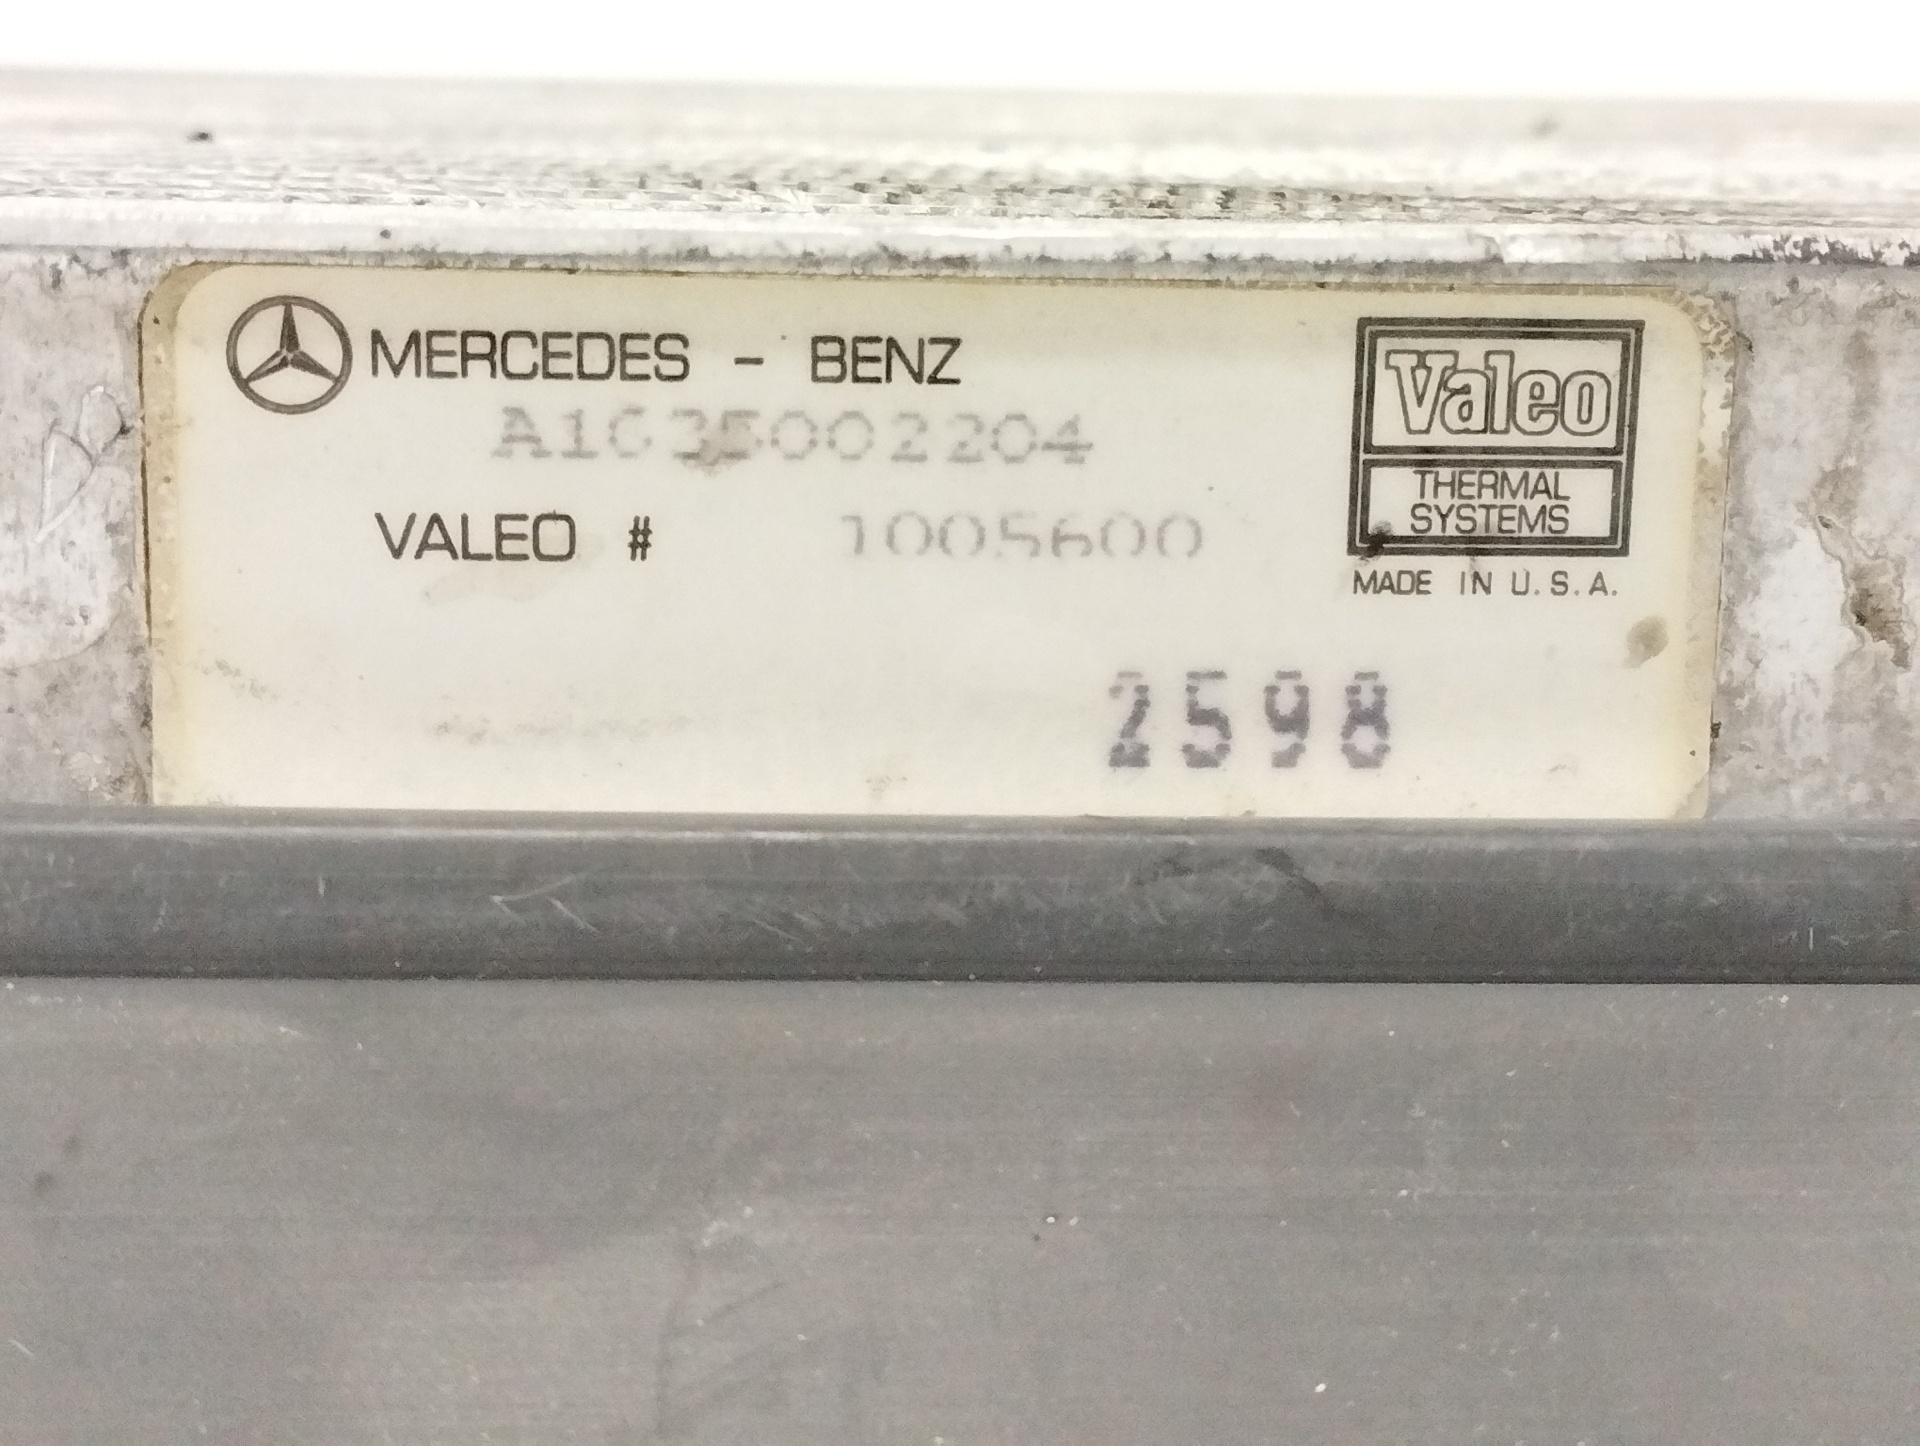 MERCEDES - BENZ
A1635002204
VALEO # 1005600
Valeo
THERMAL
SYSTEMS
MADE IN U.S.A.
2598